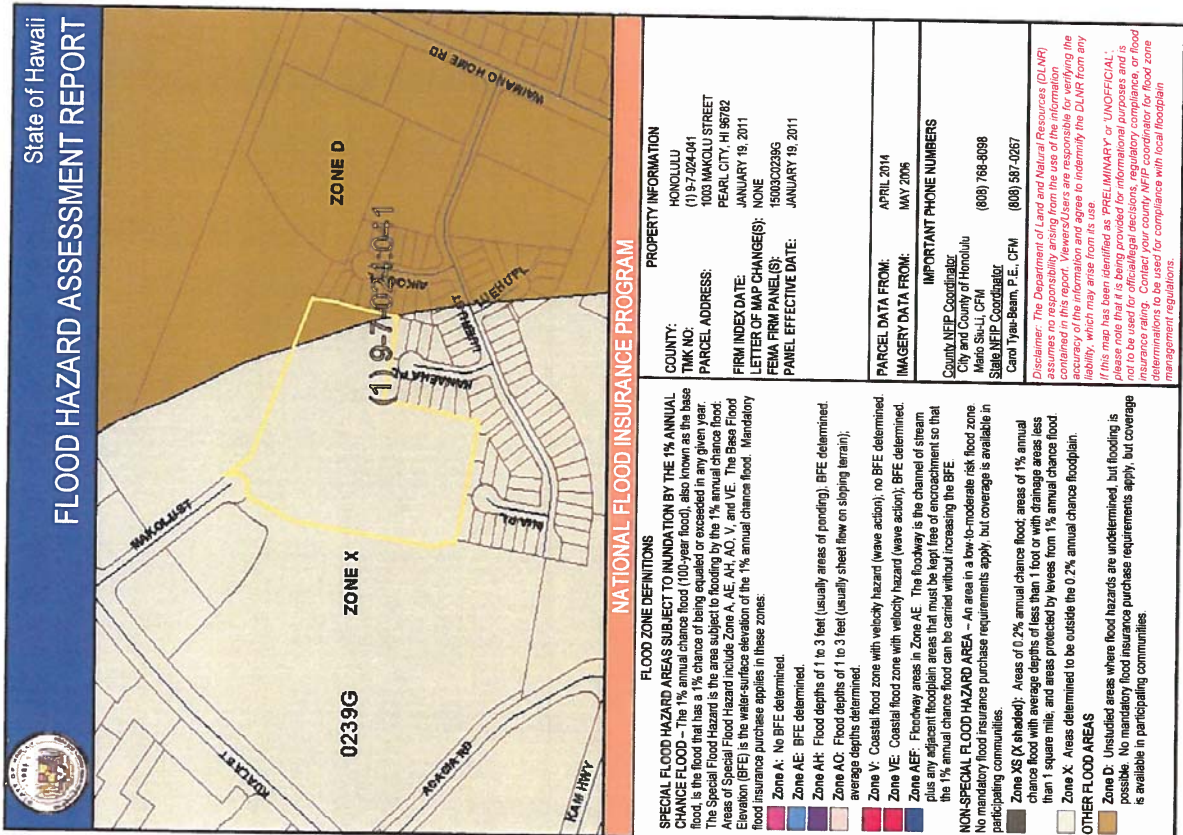 State of Hawaii
FLOOD HAZARD ASSESSMENT REPORT
WAIMANO HOME RD
ZONE D
MAKOLU ST
ZONE X
0239G
KUALA ST
ACACIA RD
KAM HWY
NATIONAL FLOOD INSURANCE PROGRAM
FLOOD ZONE DEFINITIONS
SPECIAL FLOOD HAZARD AREAS SUBJECT TO INUNDATION BY THE 1% ANNUAL
CHANCE FLOOD – The 1% annual chance flood (100-year flood), also known as the base
flood, is the flood that has a 1% chance of being equaled or exceeded in any given year.
The Special Flood Hazard is the area subject to flooding by the 1% annual chance flood.
Areas of Special Flood Hazard include Zone A, AE, AH, AO, V, and VE. The Base Flood
Elevation (BFE) is the water-surface elevation of the 1% annual chance flood. Mandatory
flood insurance purchase applies in these zones:
Zone A: No BFE determined.
Zone AE: BFE determined.
Zone AH: Flood depths of 1 to 3 feet (usually areas of ponding); BFE determined.
Zone AO: Flood depths of 1 to 3 feet (usually sheet flow on sloping terrain);
average depths determined.
Zone V: Coastal flood zone with velocity hazard (wave action); no BFE determined.
Zone VE: Coastal flood zone with velocity hazard (wave action); BFE determined.
Zone AEF: Floodway areas in Zone AE. The floodway is the channel of stream
plus any adjacent floodplain areas that must be kept free of encroachment so that
the 1% annual chance flood can be carried without increasing the BFE.
NON-SPECIAL FLOOD HAZARD AREA – An area in a low-to-moderate risk flood zone.
No mandatory flood insurance purchase requirements apply, but coverage is available in
participating communities.
Zone XS (X shaded): Areas of 0.2% annual chance flood; areas of 1% annual
chance flood with average depths of less than 1 foot or with drainage areas less
than 1 square mile; and areas protected by levees from 1% annual chance flood.
Zone X: Areas determined to be outside the 0.2% annual chance floodplain.
OTHER FLOOD AREAS
Zone D: Unstudied areas where flood hazards are undetermined, but flooding is
possible. No mandatory flood insurance purchase requirements apply, but coverage
is available in participating communities.
PROPERTY INFORMATION
COUNTY: HONOLULU
TMK NO: (1) 9-7-024-041
PARCEL ADDRESS: 1003 MAKOLU STREET
PEARL CITY, HI 96782
FIRM INDEX DATE: JANUARY 19, 2011
LETTER OF MAP CHANGE(S): NONE
FEMA FIRM PANEL(S): 15003C0239G
PANEL EFFECTIVE DATE: JANUARY 19, 2011
PARCEL DATA FROM: APRIL 2014
IMAGERY DATA FROM: MAY 2006
IMPORTANT PHONE NUMBERS
County NFIP Coordinator
City and County of Honolulu
Mario Siu-Li, CFM (808) 768-8098
State NFIP Coordinator
Carol Tyau-Beam, P.E., CFM (808) 587-0267
Disclaimer: The Department of Land and Natural Resources (DLNR)
assumes no responsibility arising from the use of the information
contained in this report. Viewers/Users are responsible for verifying the
accuracy of the information and agree to indemnify the DLNR from any
liability, which may arise from its use.
If this map has been identified as 'PRELIMINARY' or 'UNOFFICIAL',
please note that it is being provided for informational purposes and is
not to be used for official/legal decisions, regulatory compliance, or flood
insurance rating. Contact your county NFIP coordinator for flood zone
determinations to be used for compliance with local floodplain
management regulations.